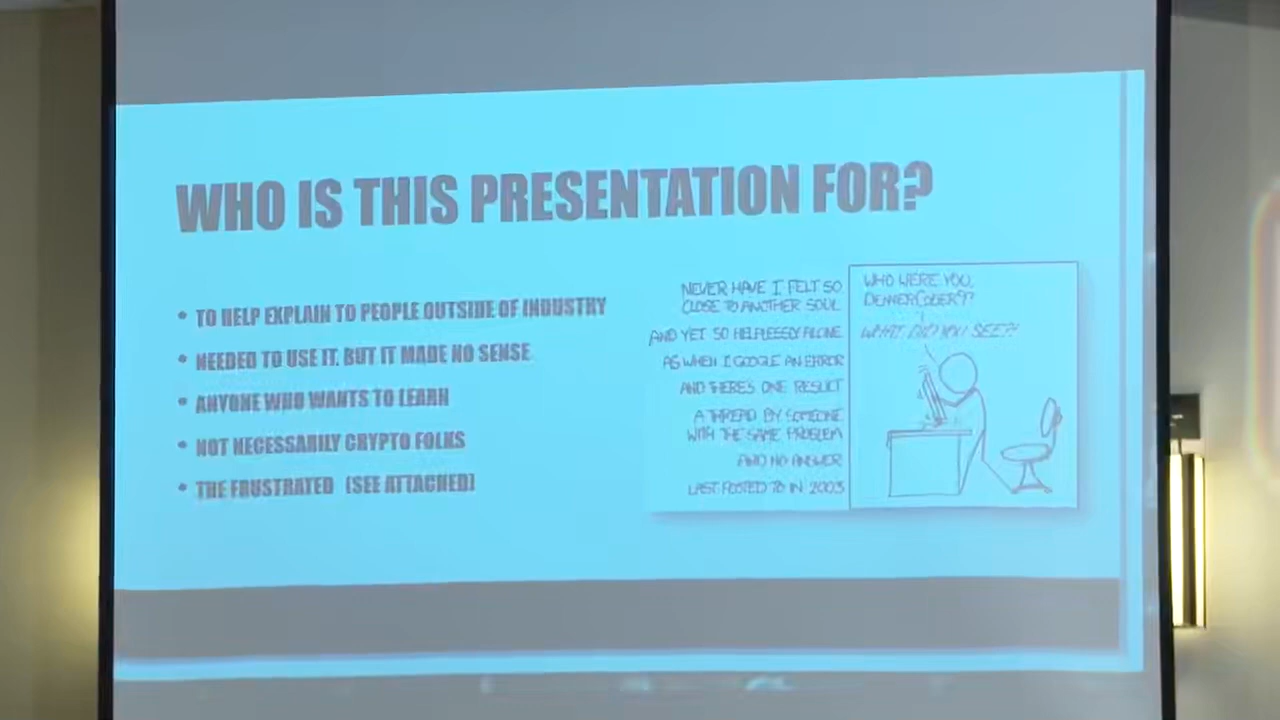 WHO IS THIS PRESENTATION FOR?
• TO HELP EXPLAIN TO PEOPLE OUTSIDE OF INDUSTRY
• NEEDED TO USE IT, BUT IT MADE NO SENSE
• ANYONE WHO WANTS TO LEARN
• NOT NECESSARILY CRYPTO FOLKS
• THE FRUSTRATED (SEE ATTACHED)
NEVER HAVE I FELT SO
CLOSE TO ANOTHER SOUL
AND YET SO HELPLESSLY ALONE
AS WHEN I GOOGLE AN ERROR
AND THERE'S ONE RESULT
A THREAD BY SOMEONE
WITH THE SAME PROBLEM
AND NO ANSWER
LAST POSTED TO IN 2003
WHO WERE YOU,
DENVERCODER9?
WHAT DID YOU SEE?!